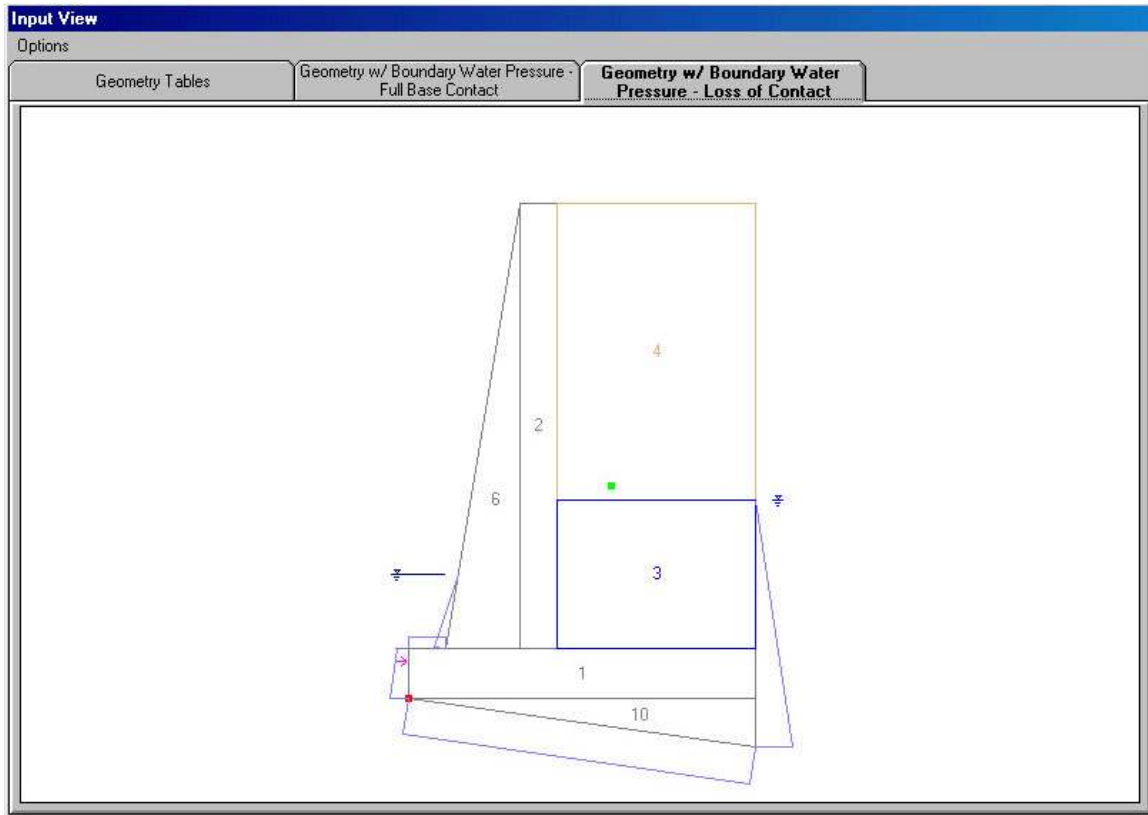 Input View
Options
Geometry Tables
Geometry w/ Boundary Water Pressure -
Full Base Contact
Geometry w/ Boundary Water
Pressure - Loss of Contact
4
2
6
3
1
10